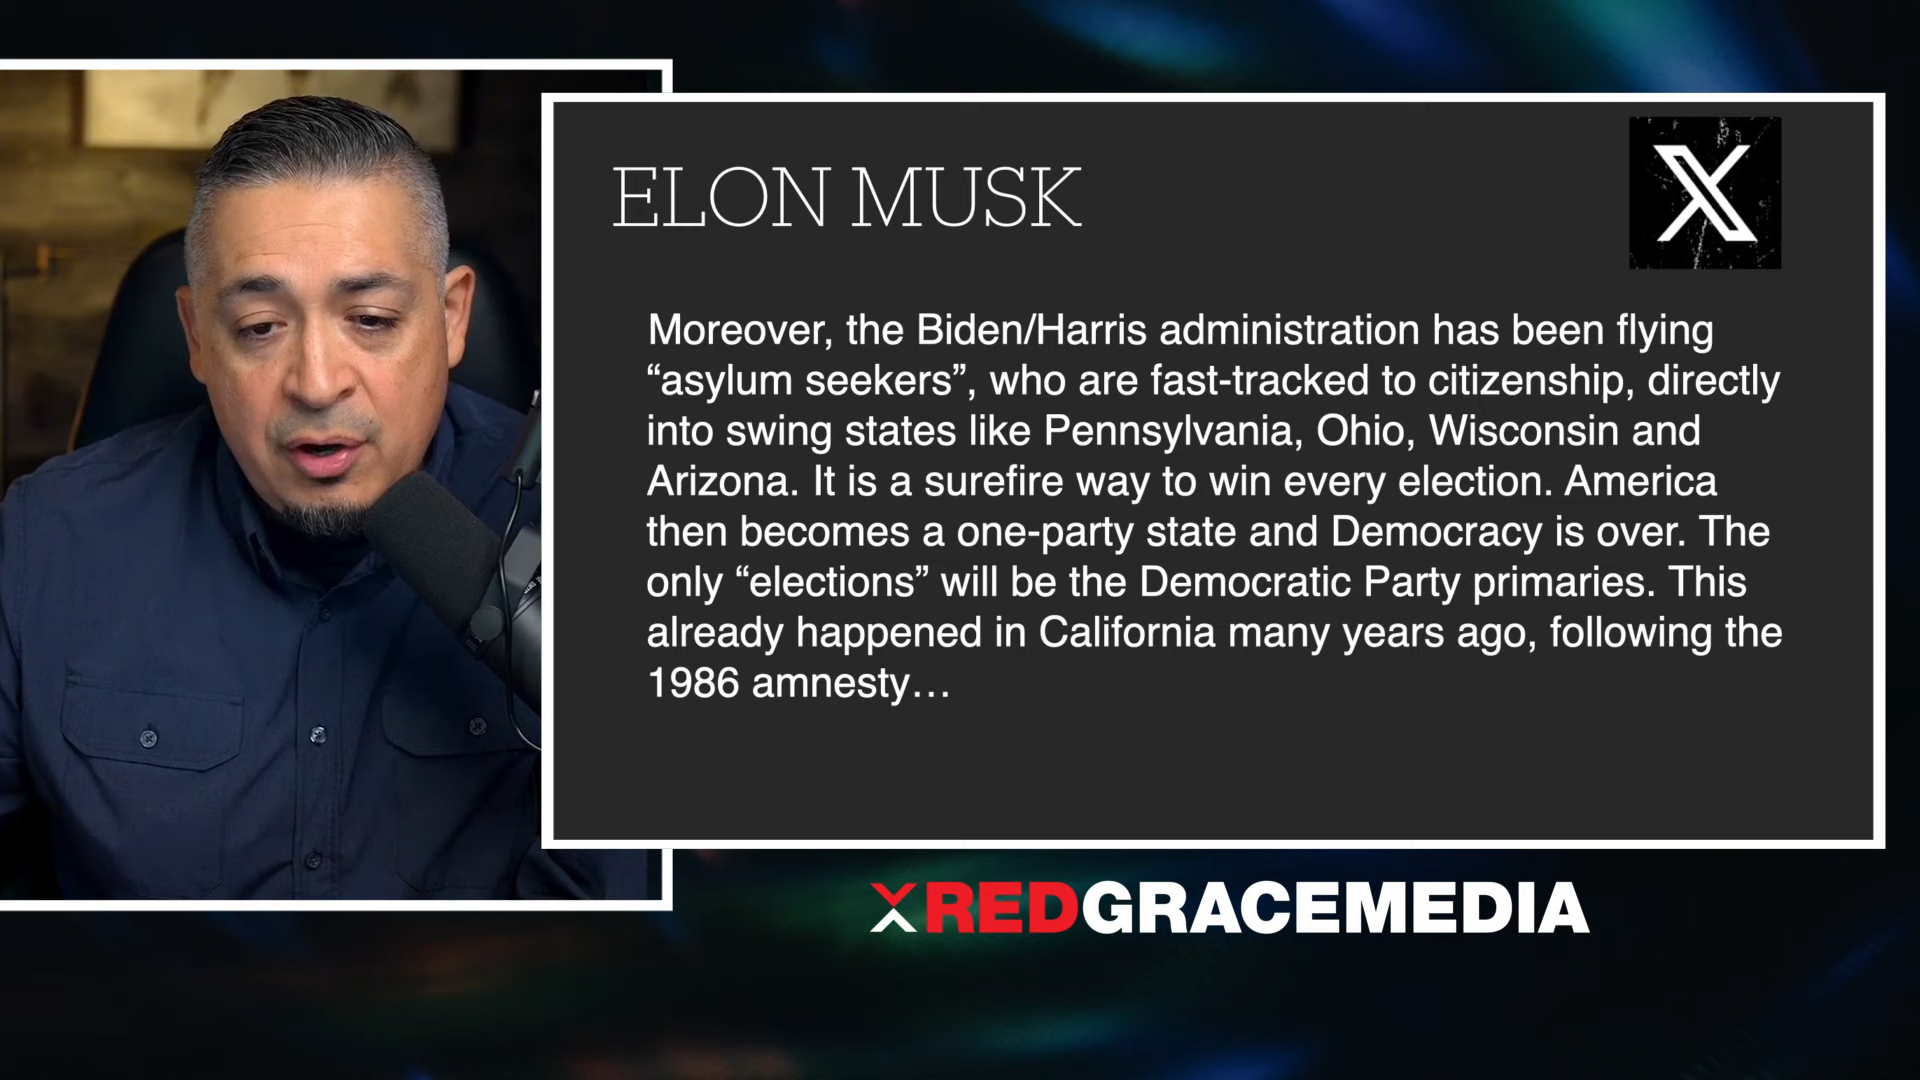 ELON MUSK
Moreover, the Biden/Harris administration has been flying
“asylum seekers”, who are fast-tracked to citizenship, directly
into swing states like Pennsylvania, Ohio, Wisconsin and
Arizona. It is a surefire way to win every election. America
then becomes a one-party state and Democracy is over. The
only “elections” will be the Democratic Party primaries. This
already happened in California many years ago, following the
1986 amnesty…
REDGRACEMEDIA